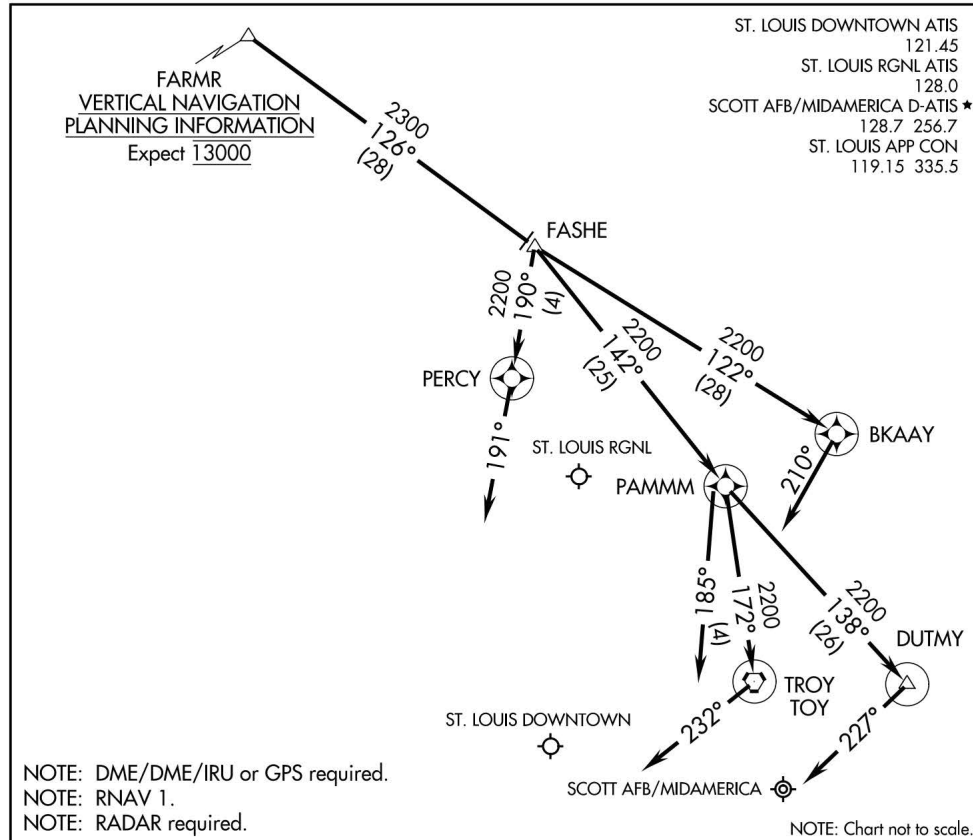 ST. LOUIS DOWNTOWN ATIS
121.45
ST. LOUIS RGNL ATIS
128.0
SCOTT AFB/MIDAMERICA D-ATIS ★
128.7 256.7
ST. LOUIS APP CON
119.15 335.5
FARMR
VERTICAL NAVIGATION
PLANNING INFORMATION
Expect 13000
2300
126°
(28)
FASHE
2200
190°
(4)
2200
142°
(25)
2200
122°
(28)
PERCY
191°
ST. LOUIS RGNL
BKAAY
210°
PAMMM
185°
(4)
2200
172°
2200
138°
(26)
DUTMY
TROY
TOY
232°
227°
ST. LOUIS DOWNTOWN
SCOTT AFB/MIDAMERICA
NOTE: DME/DME/IRU or GPS required.
NOTE: RNAV 1.
NOTE: RADAR required.
NOTE: Chart not to scale.